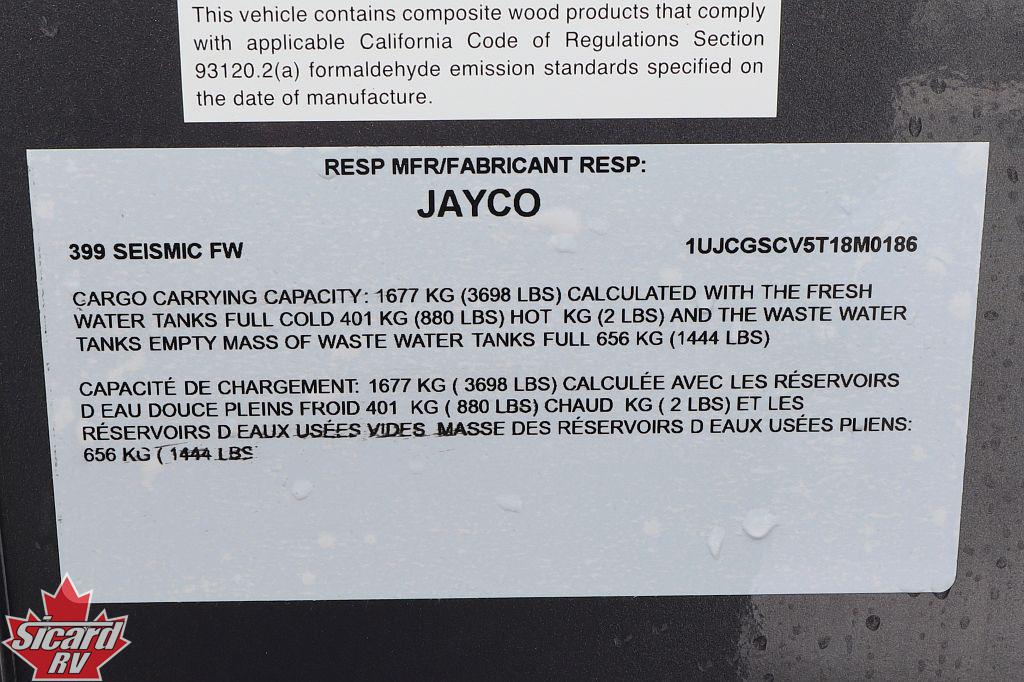 This vehicle contains composite wood products that comply
with applicable California Code of Regulations Section
93120.2(a) formaldehyde emission standards specified on
the date of manufacture.
RESP MFR/FABRICANT RESP:
JAYCO
399 SEISMIC FW 1UJCGSCV5T18M0186
CARGO CARRYING CAPACITY: 1677 KG (3698 LBS) CALCULATED WITH THE FRESH
WATER TANKS FULL COLD 401 KG (880 LBS) HOT KG (2 LBS) AND THE WASTE WATER
TANKS EMPTY MASS OF WASTE WATER TANKS FULL 656 KG (1444 LBS)
CAPACITÉ DE CHARGEMENT: 1677 KG ( 3698 LBS) CALCULÉE AVEC LES RÉSERVOIRS
D EAU DOUCE PLEINS FROID 401 KG ( 880 LBS) CHAUD KG ( 2 LBS) ET LES
RÉSERVOIRS D EAUX USÉES VIDES MASSE DES RÉSERVOIRS D EAUX USÉES PLIENS:
656 KG ( 1444 LBS
Sicard
RV